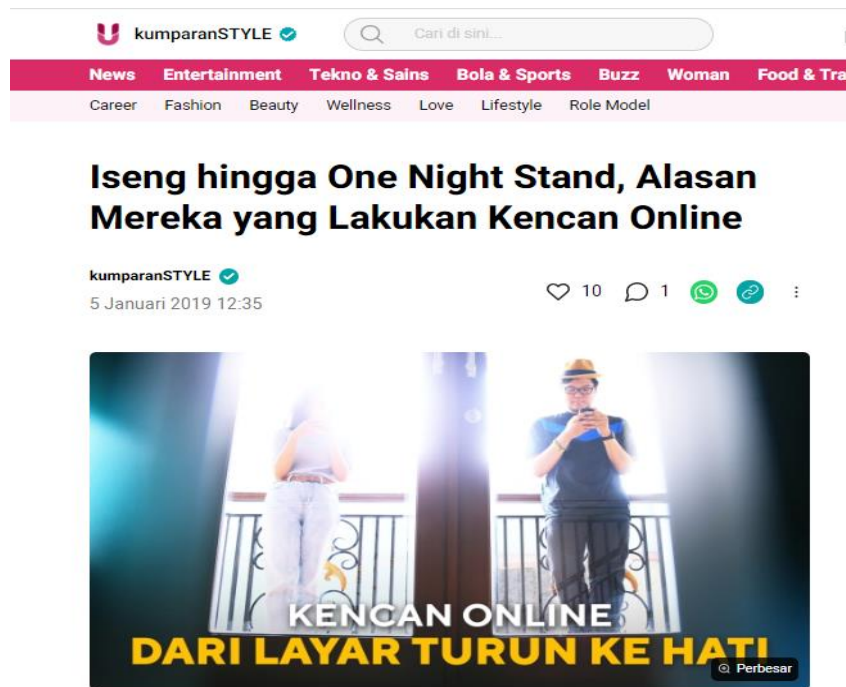 kumparanSTYLE
Cari di sini...
News Entertainment Tekno & Sains Bola & Sports Buzz Woman Food & Tra
Career Fashion Beauty Wellness Love Lifestyle Role Model
Iseng hingga One Night Stand, Alasan
Mereka yang Lakukan Kencan Online
kumparanSTYLE
5 Januari 2019 12:35
10 1
KENCAN ONLINE
DARI LAYAR TURUN KE HATI
Perbesar